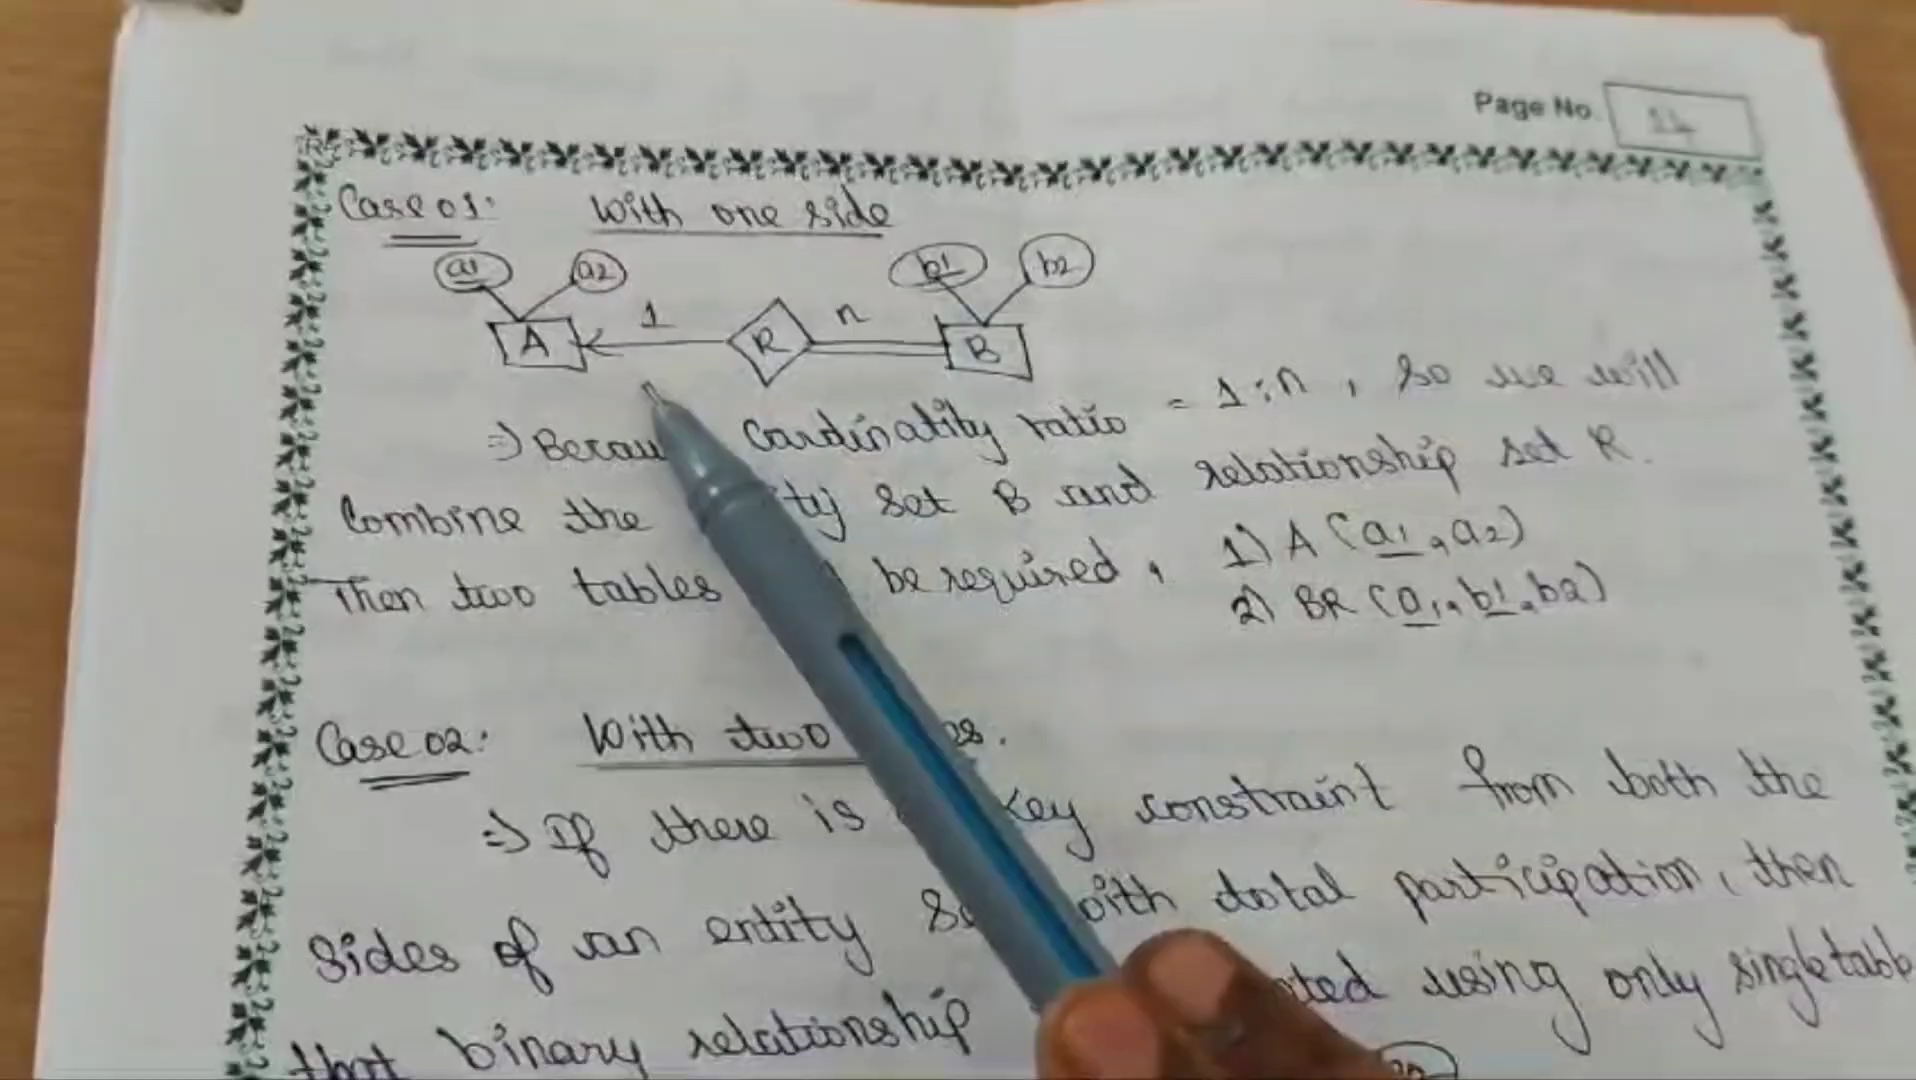 Page No. 14
Case 01: With one side
a1 a2 b1 b2
A 1 R n B
⇒ Becau Cardinality ratio = 1:n, So we will
Combine the ty set B and relationship set R.
Then two tables be required, 1) A (a1, a2)
2) BR (a1, b1, b2)
Case 02: With two es.
⇒ If there is Key constraint from both the
sides of an entity Se with total participation, then
that binary relationship ted using only single table